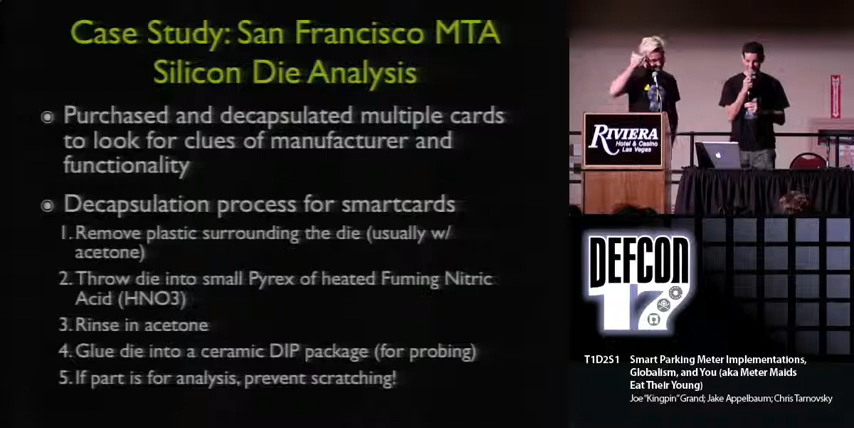 Case Study: San Francisco MTA
Silicon Die Analysis
Purchased and decapsulated multiple cards
to look for clues of manufacturer and
functionality
Decapsulation process for smartcards
1. Remove plastic surrounding the die (usually w/
acetone)
2. Throw die into small Pyrex of heated Fuming Nitric
Acid (HNO3)
3. Rinse in acetone
4. Glue die into a ceramic DIP package (for probing)
5. If part is for analysis, prevent scratching!
RIVIERA
Hotel & Casino
Las Vegas
DEFCON
17
T1D2S1 Smart Parking Meter Implementations,
Globalism, and You (aka Meter Maids
Eat Their Young)
Joe "Kingpin" Grand; Jake Appelbaum; Chris Tarnovsky